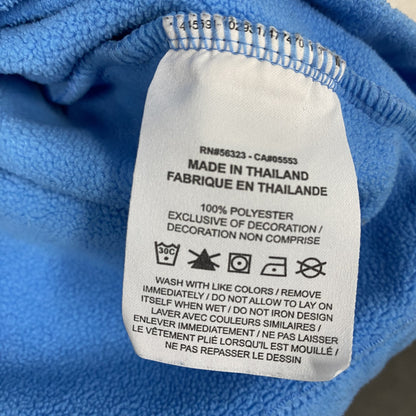 RN#56323 - CA#05553
MADE IN THAILAND
FABRIQUE EN THAILANDE
100% POLYESTER
EXCLUSIVE OF DECORATION /
DECORATION NON COMPRISE
30C
WASH WITH LIKE COLORS / REMOVE
IMMEDIATELY / DO NOT ALLOW TO LAY ON
ITSELF WHEN WET / DO NOT IRON DESIGN
LAVER AVEC COULEURS SIMILAIRES /
ENLEVER IMMÉDIATEMENT / NE PAS LAISSER
LE VÊTEMENT PLIÉ LORSQU'IL EST MOUILLÉ /
NE PAS REPASSER LE DESSIN